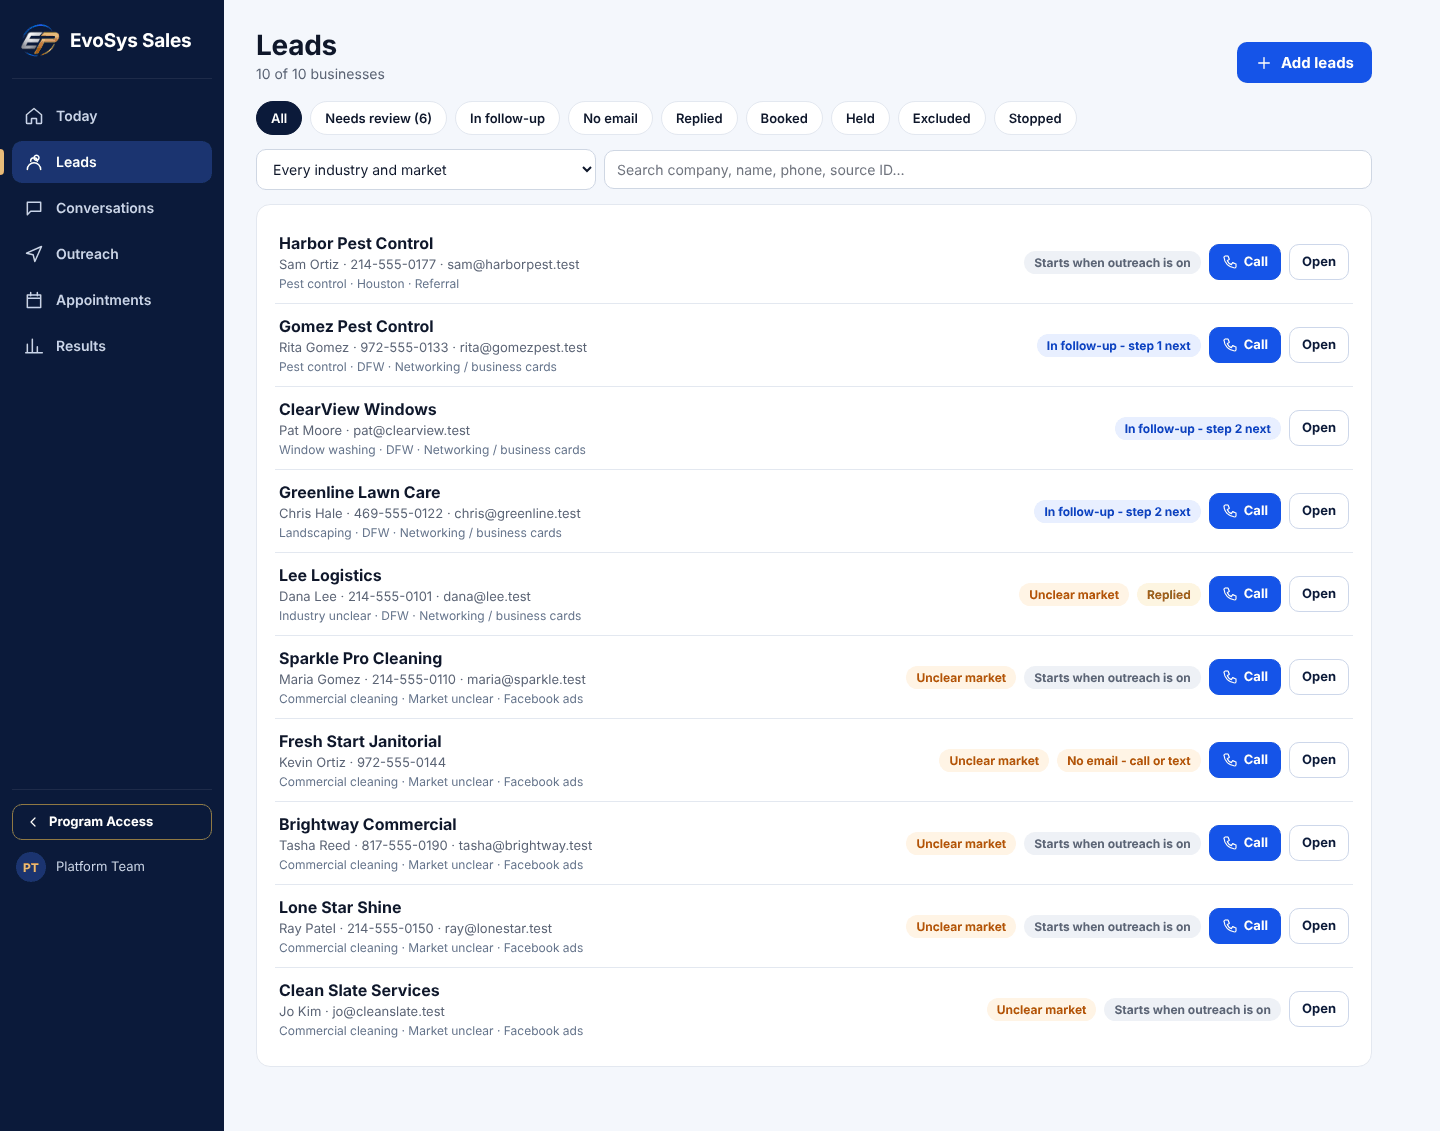 EvoSys Sales
Today
Leads
Conversations
Outreach
Appointments
Results
Program Access
PT
Platform Team
Leads
10 of 10 businesses
Add leads
All
Needs review (6)
In follow-up
No email
Replied
Booked
Held
Excluded
Stopped
Every industry and market
Search company, name, phone, source ID...
Harbor Pest Control
Sam Ortiz · 214-555-0177 · sam@harborpest.test
Pest control · Houston · Referral
Starts when outreach is on
Call
Open
Gomez Pest Control
Rita Gomez · 972-555-0133 · rita@gomezpest.test
Pest control · DFW · Networking / business cards
In follow-up - step 1 next
Call
Open
ClearView Windows
Pat Moore · pat@clearview.test
Window washing · DFW · Networking / business cards
In follow-up - step 2 next
Open
Greenline Lawn Care
Chris Hale · 469-555-0122 · chris@greenline.test
Landscaping · DFW · Networking / business cards
In follow-up - step 2 next
Call
Open
Lee Logistics
Dana Lee · 214-555-0101 · dana@lee.test
Industry unclear · DFW · Networking / business cards
Unclear market
Replied
Call
Open
Sparkle Pro Cleaning
Maria Gomez · 214-555-0110 · maria@sparkle.test
Commercial cleaning · Market unclear · Facebook ads
Unclear market
Starts when outreach is on
Call
Open
Fresh Start Janitorial
Kevin Ortiz · 972-555-0144
Commercial cleaning · Market unclear · Facebook ads
Unclear market
No email - call or text
Call
Open
Brightway Commercial
Tasha Reed · 817-555-0190 · tasha@brightway.test
Commercial cleaning · Market unclear · Facebook ads
Unclear market
Starts when outreach is on
Call
Open
Lone Star Shine
Ray Patel · 214-555-0150 · ray@lonestar.test
Commercial cleaning · Market unclear · Facebook ads
Unclear market
Starts when outreach is on
Call
Open
Clean Slate Services
Jo Kim · jo@cleanslate.test
Commercial cleaning · Market unclear · Facebook ads
Unclear market
Starts when outreach is on
Open